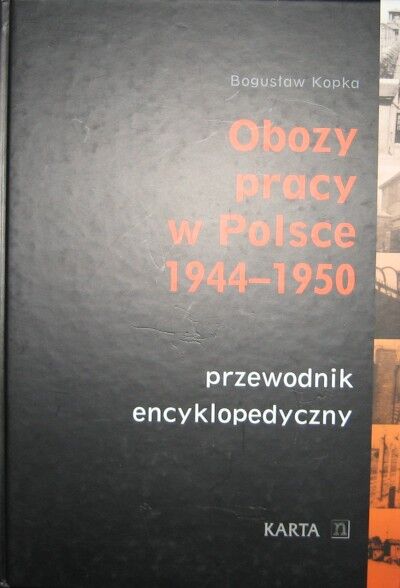 Bogusław Kopka
Obozy
pracy
w Polsce
1944–1950
przewodnik
encyklopedyczny
KARTA n